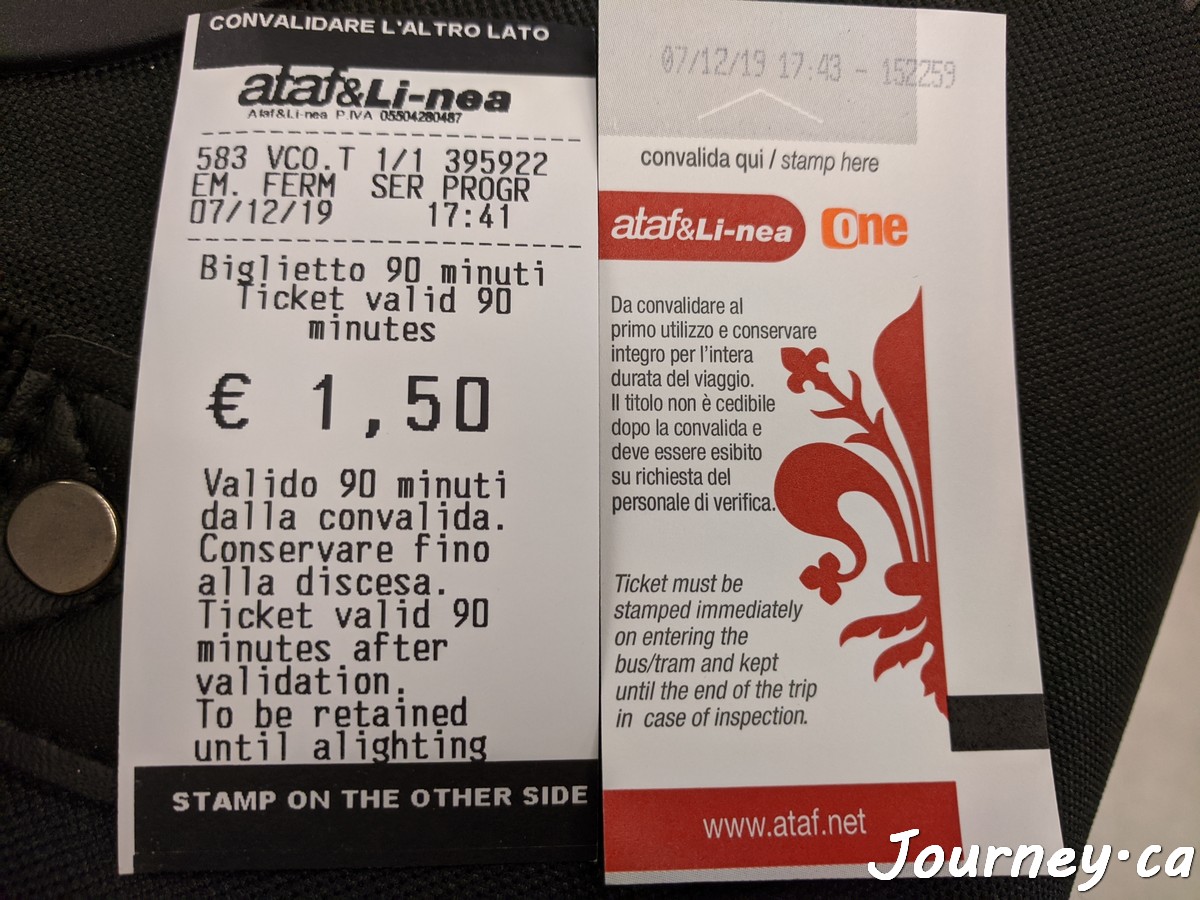 CONVALIDARE L'ALTRO LATO
ataf&Li-nea
Ataf&Li-nea P.IVA 05504280487
583 VCO.T 1/1 395922
EM. FERM SER PROGR
07/12/19 17:41
Biglietto 90 minuti
Ticket valid 90
minutes
€ 1,50
Valido 90 minuti
dalla convalida.
Conservare fino
alla discesa.
Ticket valid 90
minutes after
validation.
To be retained
until alighting
STAMP ON THE OTHER SIDE
07/12/19 17:43 - 152259
convalida qui / stamp here
ataf&Li-nea One
Da convalidare al
primo utilizzo e conservare
integro per l'intera
durata del viaggio.
Il titolo non è cedibile
dopo la convalida e
deve essere esibito
su richiesta del
personale di verifica.
Ticket must be
stamped immediately
on entering the
bus/tram and kept
until the end of the trip
in case of inspection.
www.ataf.net
Journey.ca